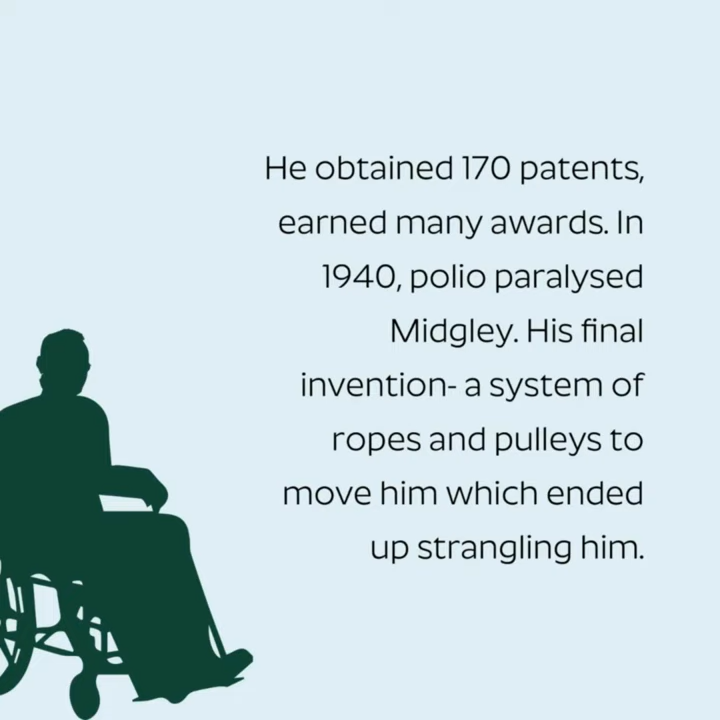 He obtained 170 patents,
earned many awards. In
1940, polio paralysed
Midgley. His final
invention- a system of
ropes and pulleys to
move him which ended
up strangling him.